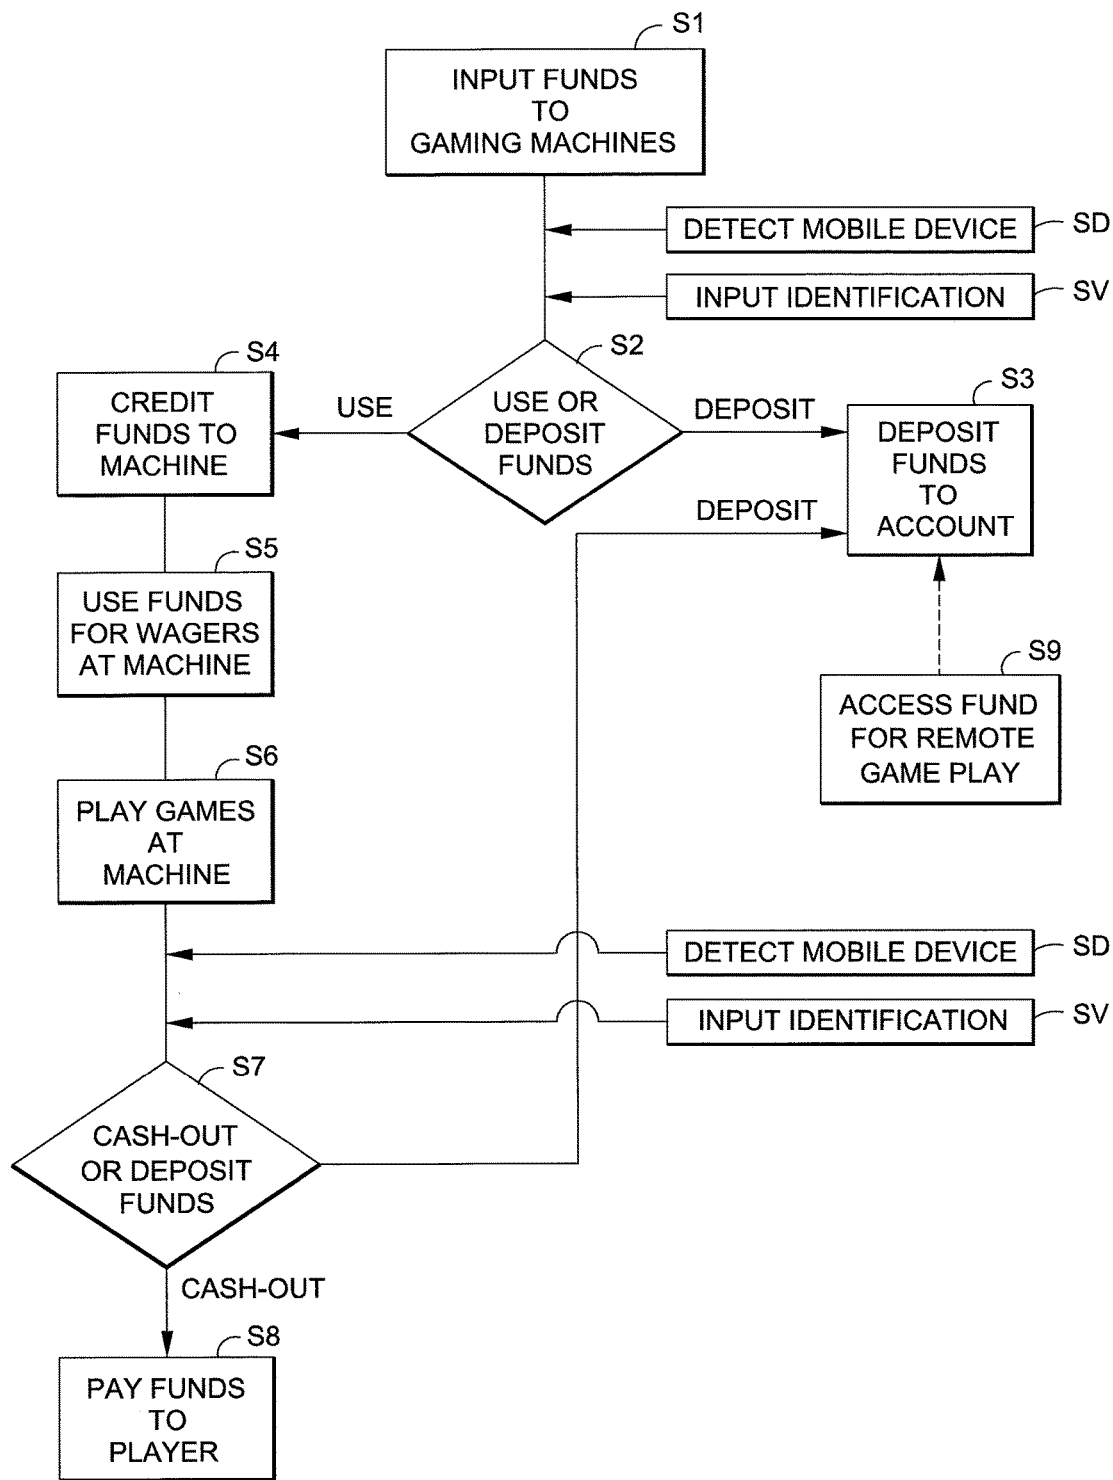 S1
INPUT FUNDS
TO
GAMING MACHINES
DETECT MOBILE DEVICE
SD
INPUT IDENTIFICATION
SV
S2
USE OR
DEPOSIT
FUNDS
USE
DEPOSIT
S4
CREDIT
FUNDS TO
MACHINE
S3
DEPOSIT
FUNDS
TO
ACCOUNT
DEPOSIT
S5
USE FUNDS
FOR WAGERS
AT MACHINE
S9
ACCESS FUND
FOR REMOTE
GAME PLAY
S6
PLAY GAMES
AT
MACHINE
DETECT MOBILE DEVICE
SD
INPUT IDENTIFICATION
SV
S7
CASH-OUT
OR DEPOSIT
FUNDS
CASH-OUT
S8
PAY FUNDS
TO
PLAYER